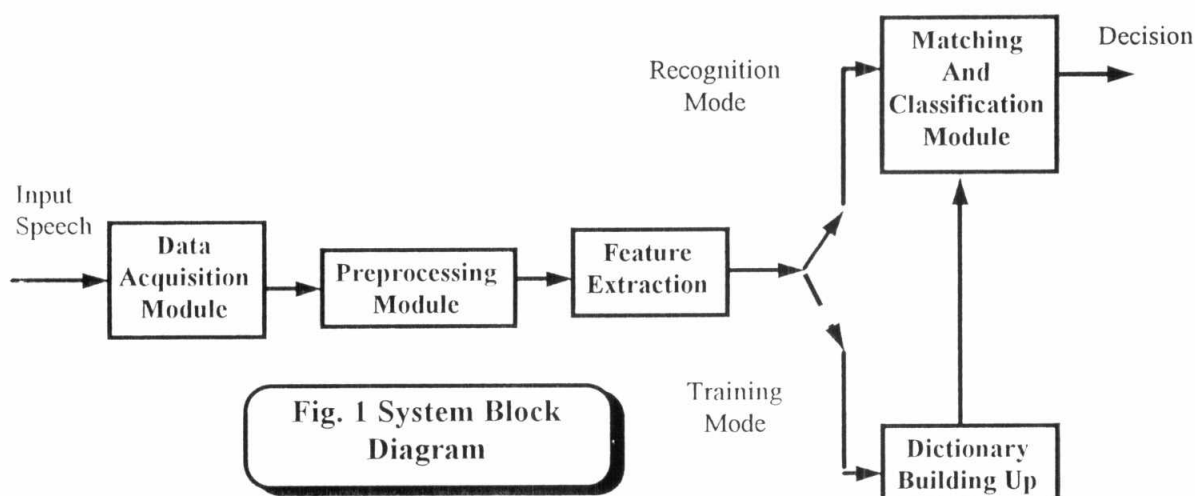 Input
Speech
Data
Acquisition
Module
Preprocessing
Module
Feature
Extraction
Recognition
Mode
Matching
And
Classification
Module
Decision
Training
Mode
Dictionary
Building Up
Fig. 1 System Block
Diagram